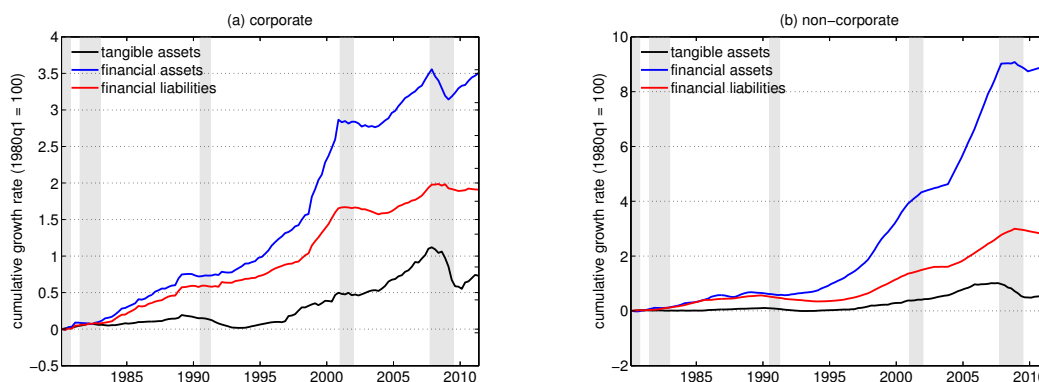 (a) corporate
4
3.5
3
2.5
2
1.5
1
0.5
0
−0.5
cumulative growth rate (1980q1 = 100)
tangible assets
financial assets
financial liabilities
1985 1990 1995 2000 2005 2010
(b) non−corporate
10
8
6
4
2
0
−2
cumulative growth rate (1980q1 = 100)
tangible assets
financial assets
financial liabilities
1985 1990 1995 2000 2005 2010